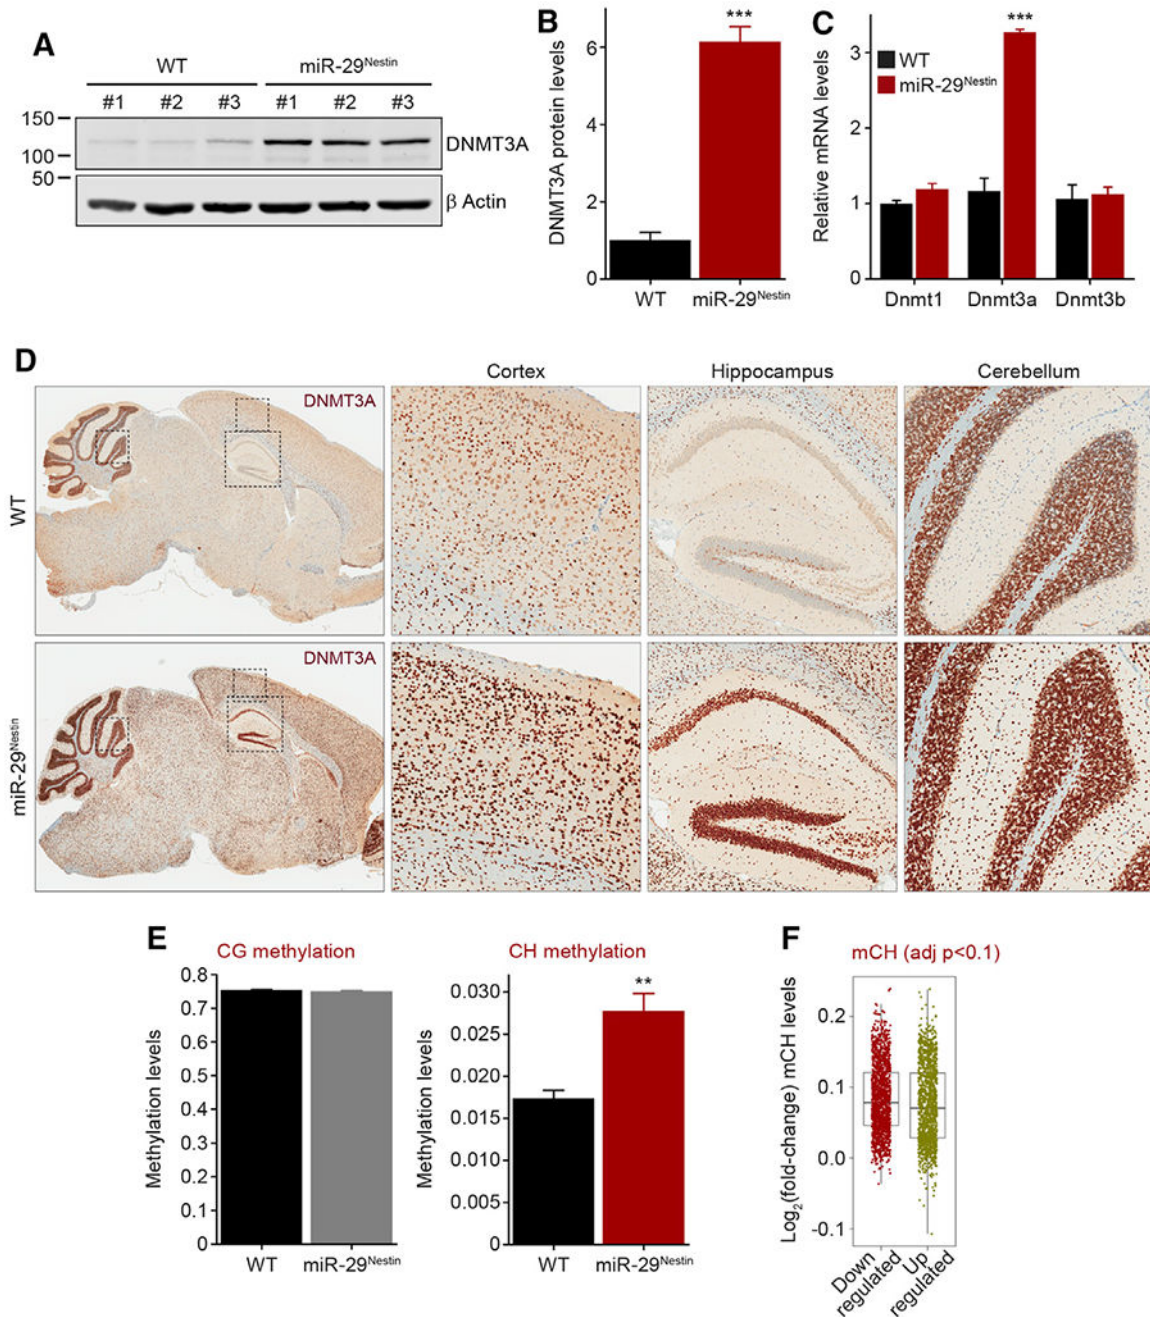 A
WT miR-29Nestin
#1 #2 #3 #1 #2 #3
150
100
50
DNMT3A
β Actin
B
DNMT3A protein levels
6
4
2
0
***
WT miR-29Nestin
C
Relative mRNA levels
3
2
1
0
***
WT
miR-29Nestin
Dnmt1 Dnmt3a Dnmt3b
D
Cortex Hippocampus Cerebellum
WT
DNMT3A
miR-29Nestin
DNMT3A
E
CG methylation
Methylation levels
0.8
0.7
0.6
0.5
0.4
0.3
0.2
0.1
0
WT miR-29Nestin
CH methylation
Methylation levels
0.030
0.025
0.020
0.015
0.010
0.005
0
**
WT miR-29Nestin
F
mCH (adj p<0.1)
Log2(fold-change) mCH levels
0.2
0.1
0.0
-0.1
Down
regulated
Up
regulated